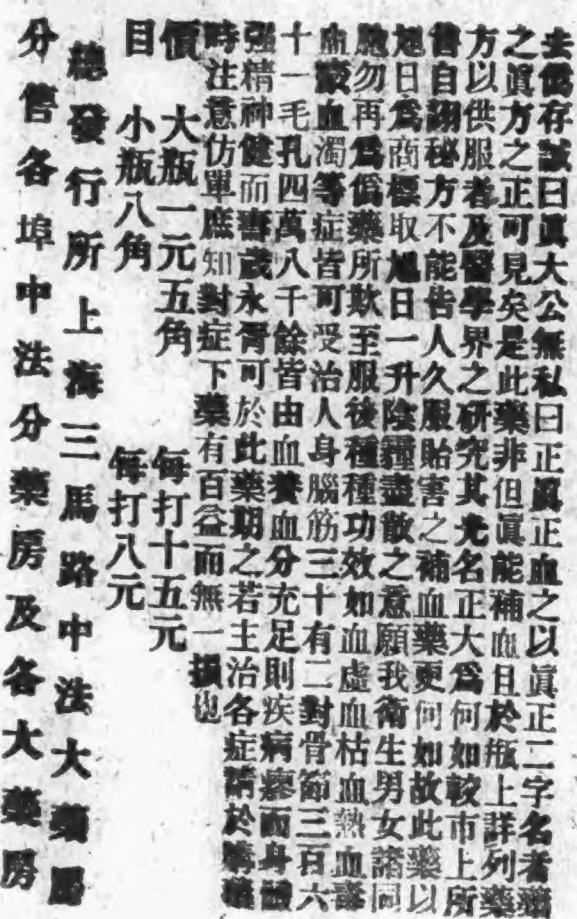 去僞存誠曰眞大公無私曰正眞正血之以眞正二字名者
之眞方之正可見矣是此藥非但眞能補血且於瓶上詳列藥
方以供服者及醫學界之研究其光名正大爲何如較市上所
售自詡秘方不能告人久服貽害之補血藥更何如故此藥以
旭日爲商標取旭日一升陰霾盡散之意願我衛生男女諸同
胞勿再爲僞藥所欺至服後種種功效如血虛血枯血熱血毒
血瘀血濁等症皆可受治人身腦筋三十有二對骨節三百六
十一毛孔四萬八千餘皆由血養血分充足則疾病瘳而身體
强精神健而壽歲永胥可於此藥期之若主治各症請於購藥
時注意仿單庶知對症下藥有百益而無一損也
價 大瓶一元五角 每打十五元
目 小瓶八角 每打八元
總發行所上海三馬路中法大藥房
分售各埠中法分藥房及各大藥房